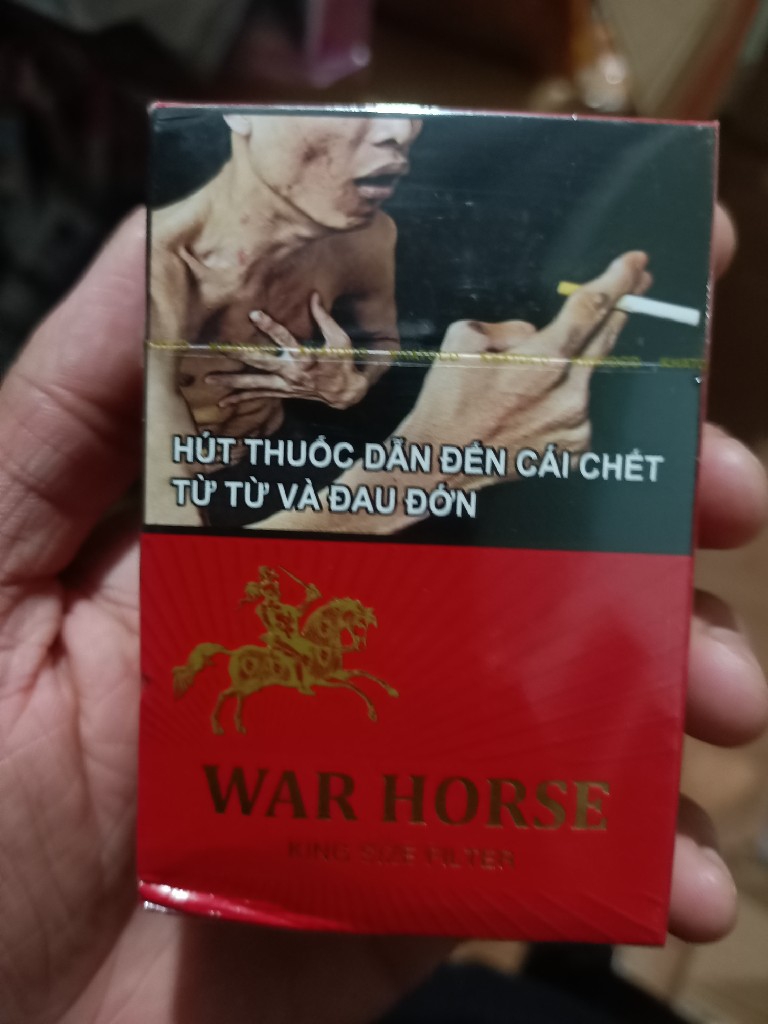 HÚT THUỐC DẪN ĐẾN CÁI CHẾT
TỪ TỪ VÀ ĐAU ĐỚN
WAR HORSE
KING SIZE FILTER